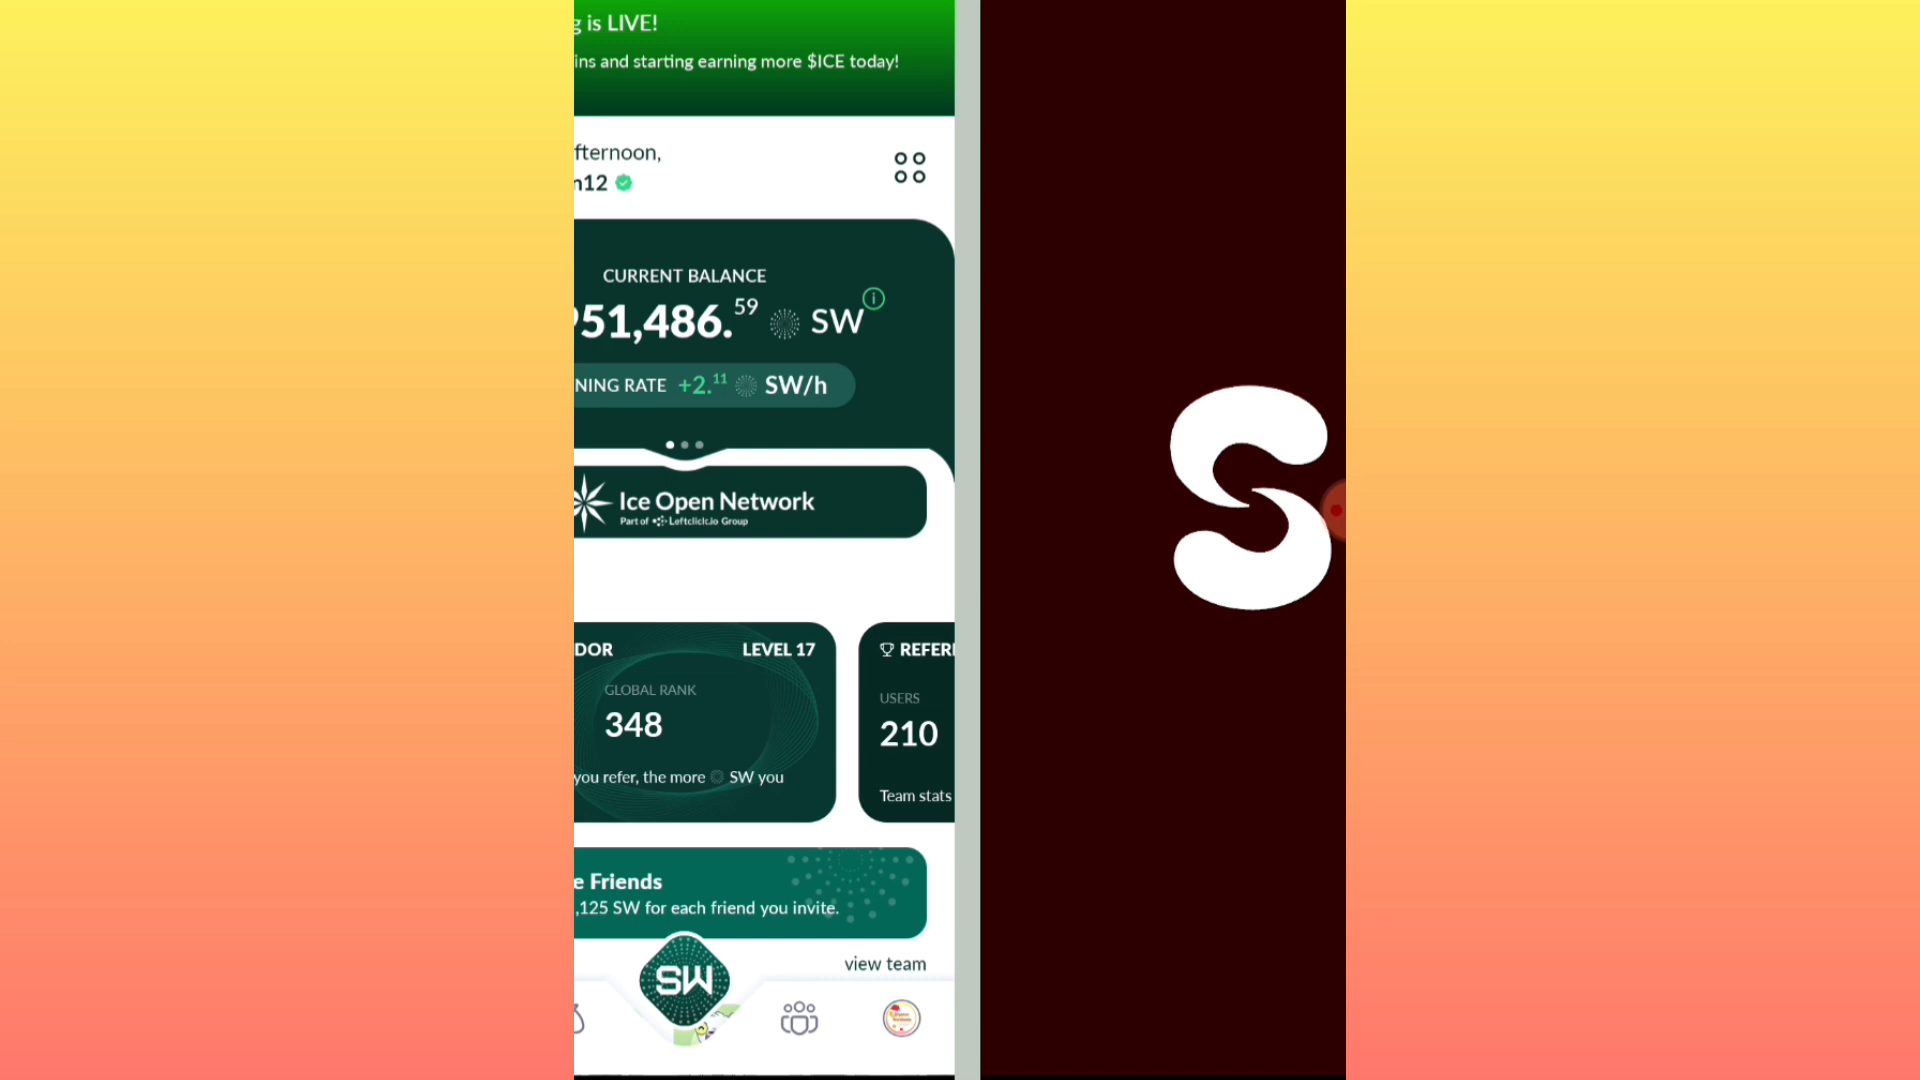 is LIVE!
ins and starting earning more $ICE today!
fternoon,
n12
CURRENT BALANCE
51,486.59 SW
NING RATE +2.11 SW/h
Ice Open Network
Part of Leftclick.io Group
DOR LEVEL 17
GLOBAL RANK
348
you refer, the more SW you
REFER
USERS
210
Team stats
e Friends
,125 SW for each friend you invite.
view team
SW
S